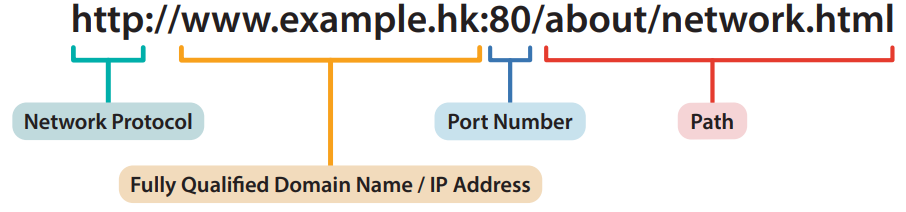 http://www.example.hk:80/about/network.html
Network Protocol
Port Number
Path
Fully Qualified Domain Name / IP Address